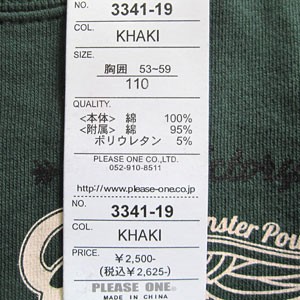 NO. 3341-19
COL. KHAKI
SIZE.
胸囲 53~59
110
QUALITY.
<本体> 綿 100%
<附属> 綿 95%
ポリウレタン 5%
PLEASE ONE CO.,LTD.
052-910-8511
http://www.please-one.co.jp
NO. 3341-19
COL. KHAKI
PRICE. ¥2,500-
(税込¥2,625-)
PLEASE ONE.
MADE IN CHINA